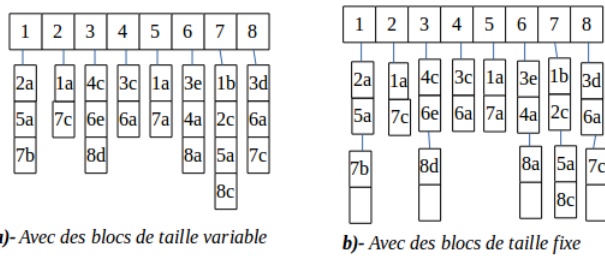 1 2 3 4 5 6 7 8
2a 1a 4c 3c 1a 3e 1b 3d
5a 7c 6e 6a 7a 4a 2c 6a
7b 8d 8a 5a 7c
8c
a)- Avec des blocs de taille variable
1 2 3 4 5 6 7 8
2a 1a 4c 3c 1a 3e 1b 3d
5a 7c 6e 6a 7a 4a 2c 6a
7b 8d 8a 5a 7c
8c
b)- Avec des blocs de taille fixe